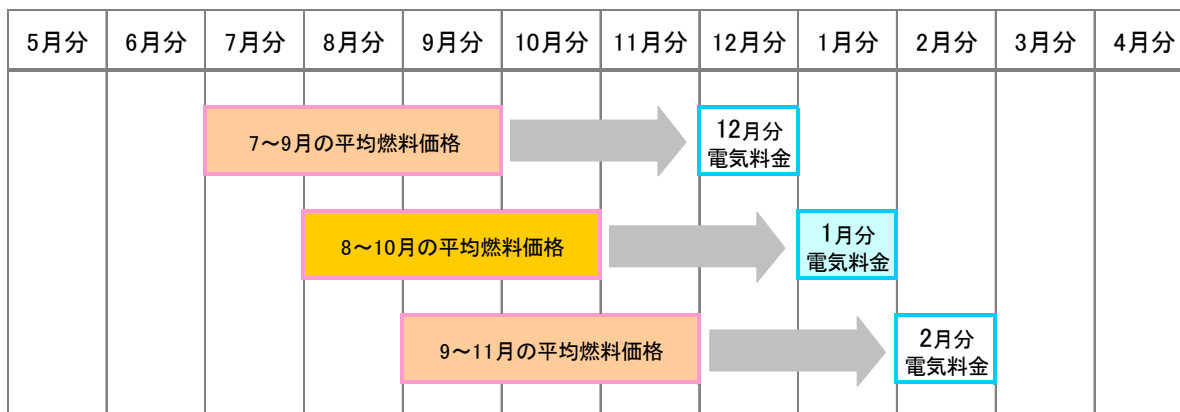 5月分 6月分 7月分 8月分 9月分 10月分 11月分 12月分 1月分 2月分 3月分 4月分
7～9月の平均燃料価格
12月分
電気料金
8～10月の平均燃料価格
1月分
電気料金
9～11月の平均燃料価格
2月分
電気料金